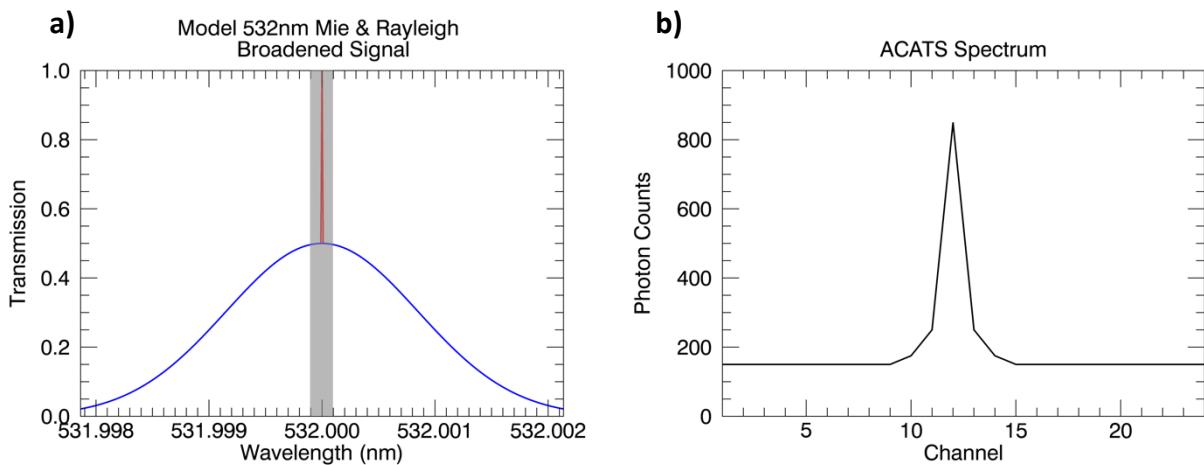 a)
Model 532nm Mie & Rayleigh
Broadened Signal
1.0
0.8
0.6
0.4
0.2
0.0
Transmission
531.998 531.999 532.000 532.001 532.002
Wavelength (nm)
b)
ACATS Spectrum
1000
800
600
400
200
0
Photon Counts
5 10 15 20
Channel